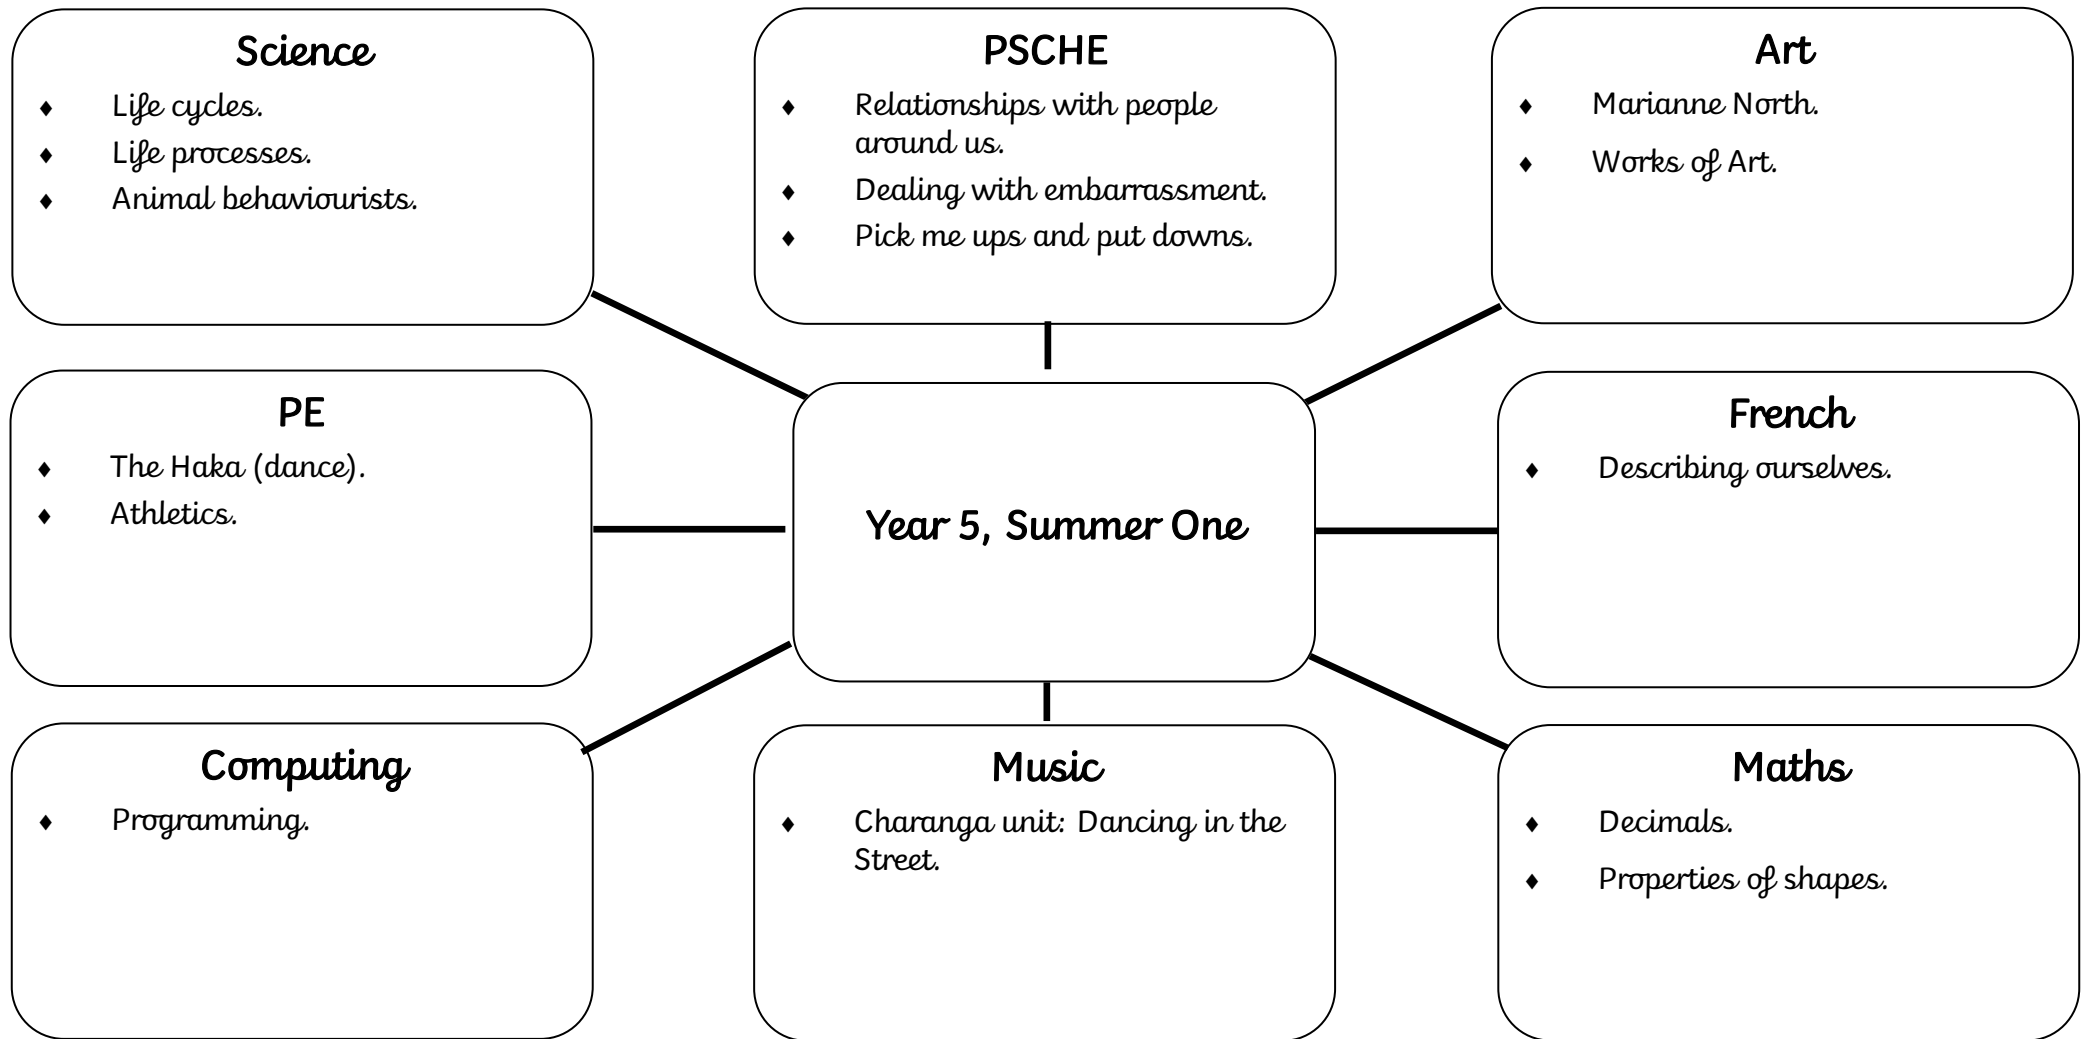 Science
Life cycles.
Life processes.
Animal behaviourists.
PSCHE
Relationships with people
around us.
Dealing with embarrassment.
Pick me ups and put downs.
Art
Marianne North.
Works of Art.
PE
The Haka (dance).
Athletics.
Year 5, Summer One
French
Describing ourselves.
Computing
Programming.
Music
Charanga unit: Dancing in the
Street.
Maths
Decimals.
Properties of shapes.